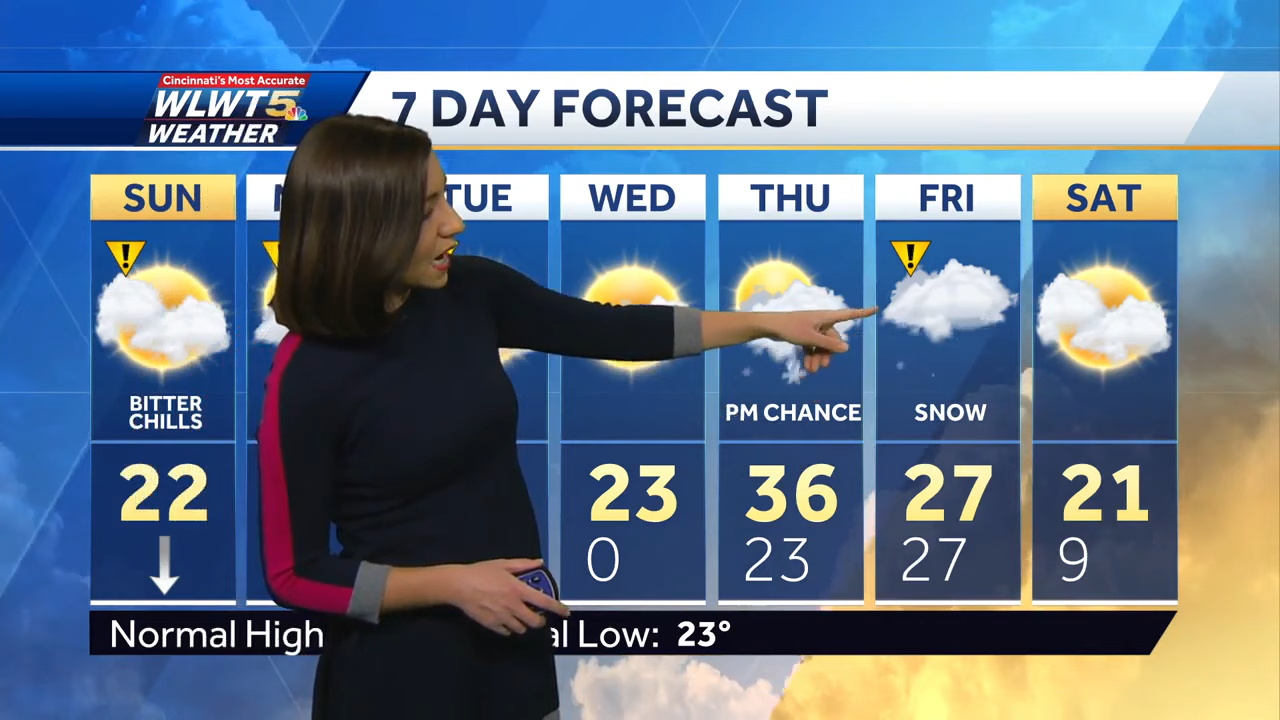 Cincinnati's Most Accurate
WLWT5
WEATHER
7 DAY FORECAST
SUN
TUE
WED
THU
FRI
SAT
!
!
BITTER
CHILLS
PM CHANCE
SNOW
22
23
36
27
21
0
23
27
9
Normal High
Low: 23°